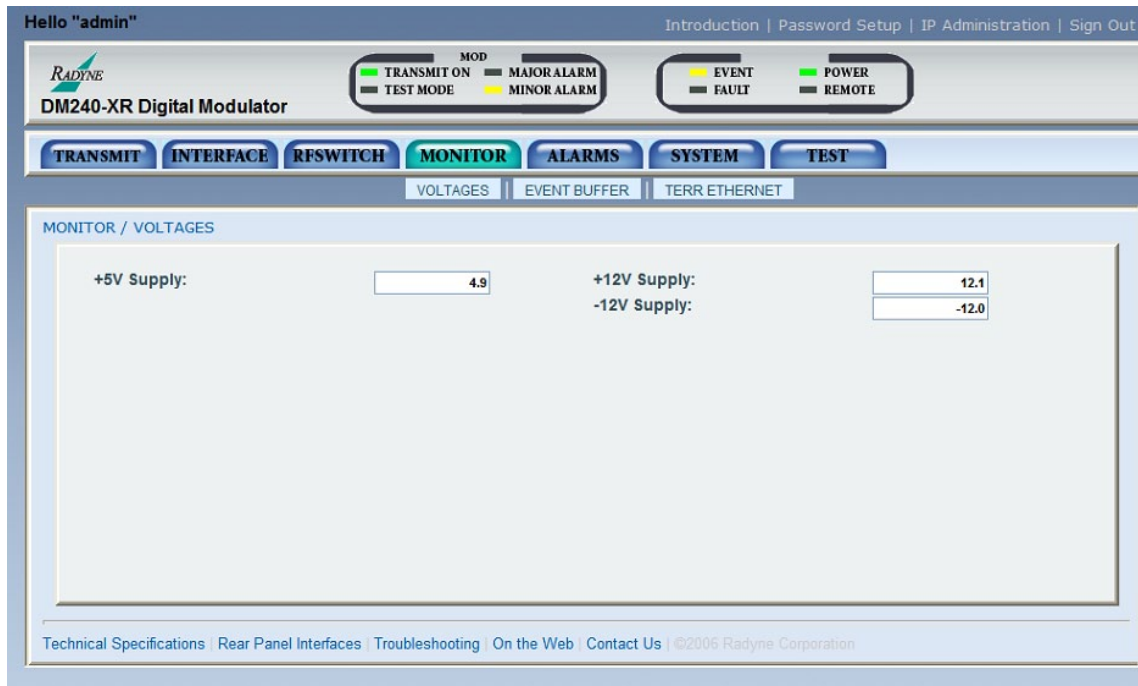 Hello "admin"
Introduction | Password Setup | IP Administration | Sign Out
RADYNE
DM240-XR Digital Modulator
MOD
TRANSMIT ON MAJOR ALARM
TEST MODE MINOR ALARM
EVENT POWER
FAULT REMOTE
TRANSMIT INTERFACE RFSWITCH MONITOR ALARMS SYSTEM TEST
VOLTAGES | EVENT BUFFER | TERR ETHERNET
MONITOR / VOLTAGES
+5V Supply: 4.9 +12V Supply: 12.1
-12V Supply: -12.0
Technical Specifications | Rear Panel Interfaces | Troubleshooting | On the Web | Contact Us | ©2006 Radyne Corporation